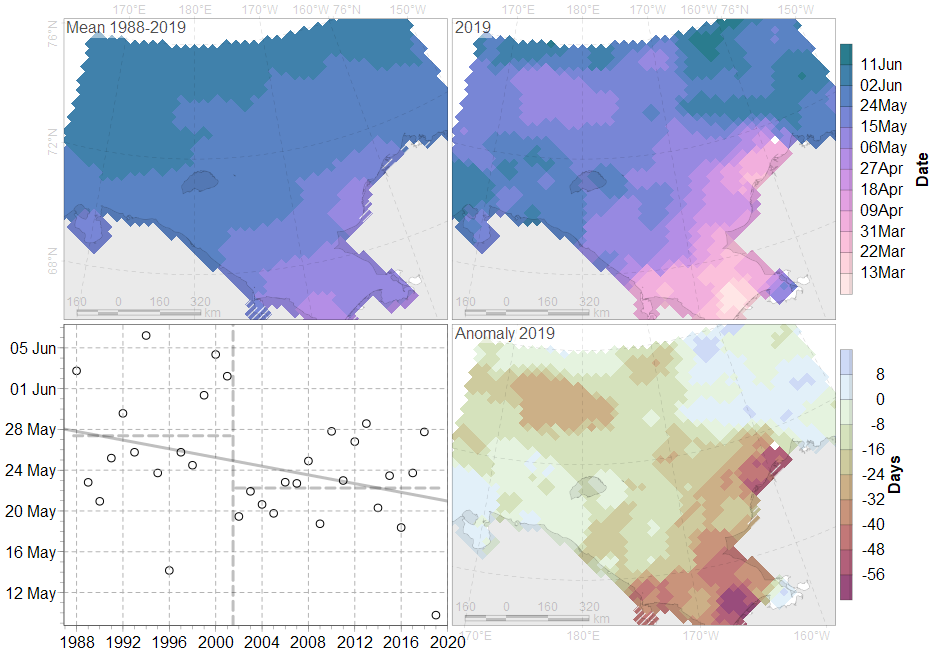 170°E 180°E 170°W 160°W 76°N 150°W 170°E 180°E 170°W 160°W 76°N 150°W
Mean 1988-2019
2019
76°N
72°N
68°N
160 0 160 320 km
160 0 160 320 km
11Jun
02Jun
24May
15May
06May
27Apr
18Apr
09Apr
31Mar
22Mar
13Mar
Date
05 Jun
01 Jun
28 May
24 May
20 May
16 May
12 May
1988 1992 1996 2000 2004 2008 2012 2016 2020
Anomaly 2019
160 0 160 320 km
170°E 180°E 170°W 160°W
8
0
-8
-16
-24
-32
-40
-48
-56
Days